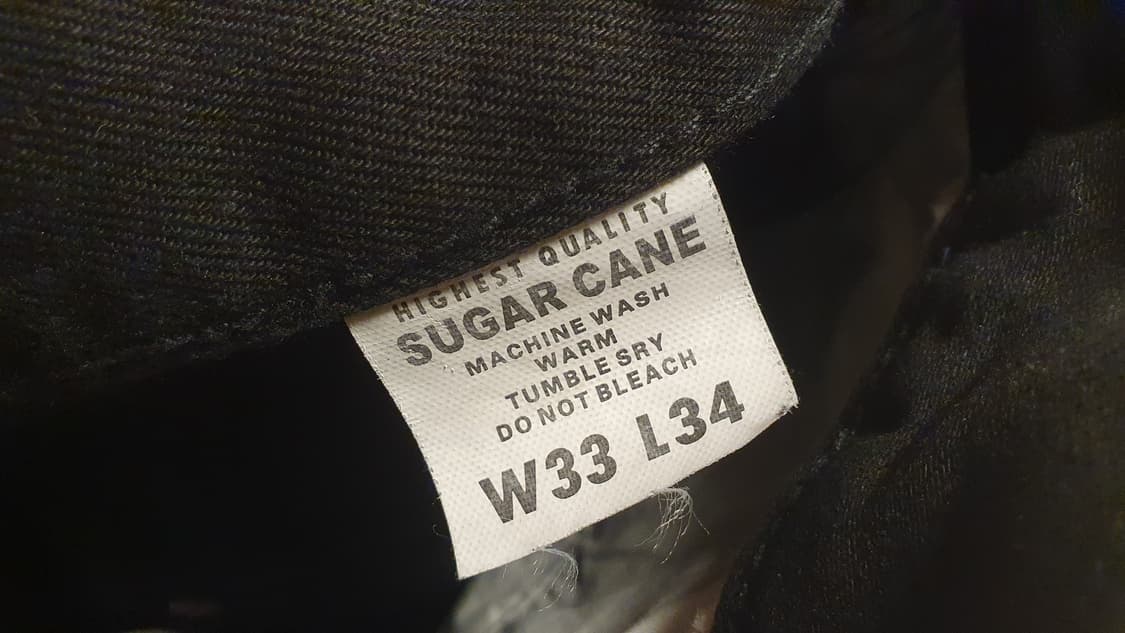 HIGHEST QUALITY
SUGAR CANE
MACHINE WASH
WARM
TUMBLE SRY
DO NOT BLEACH
W33 L34